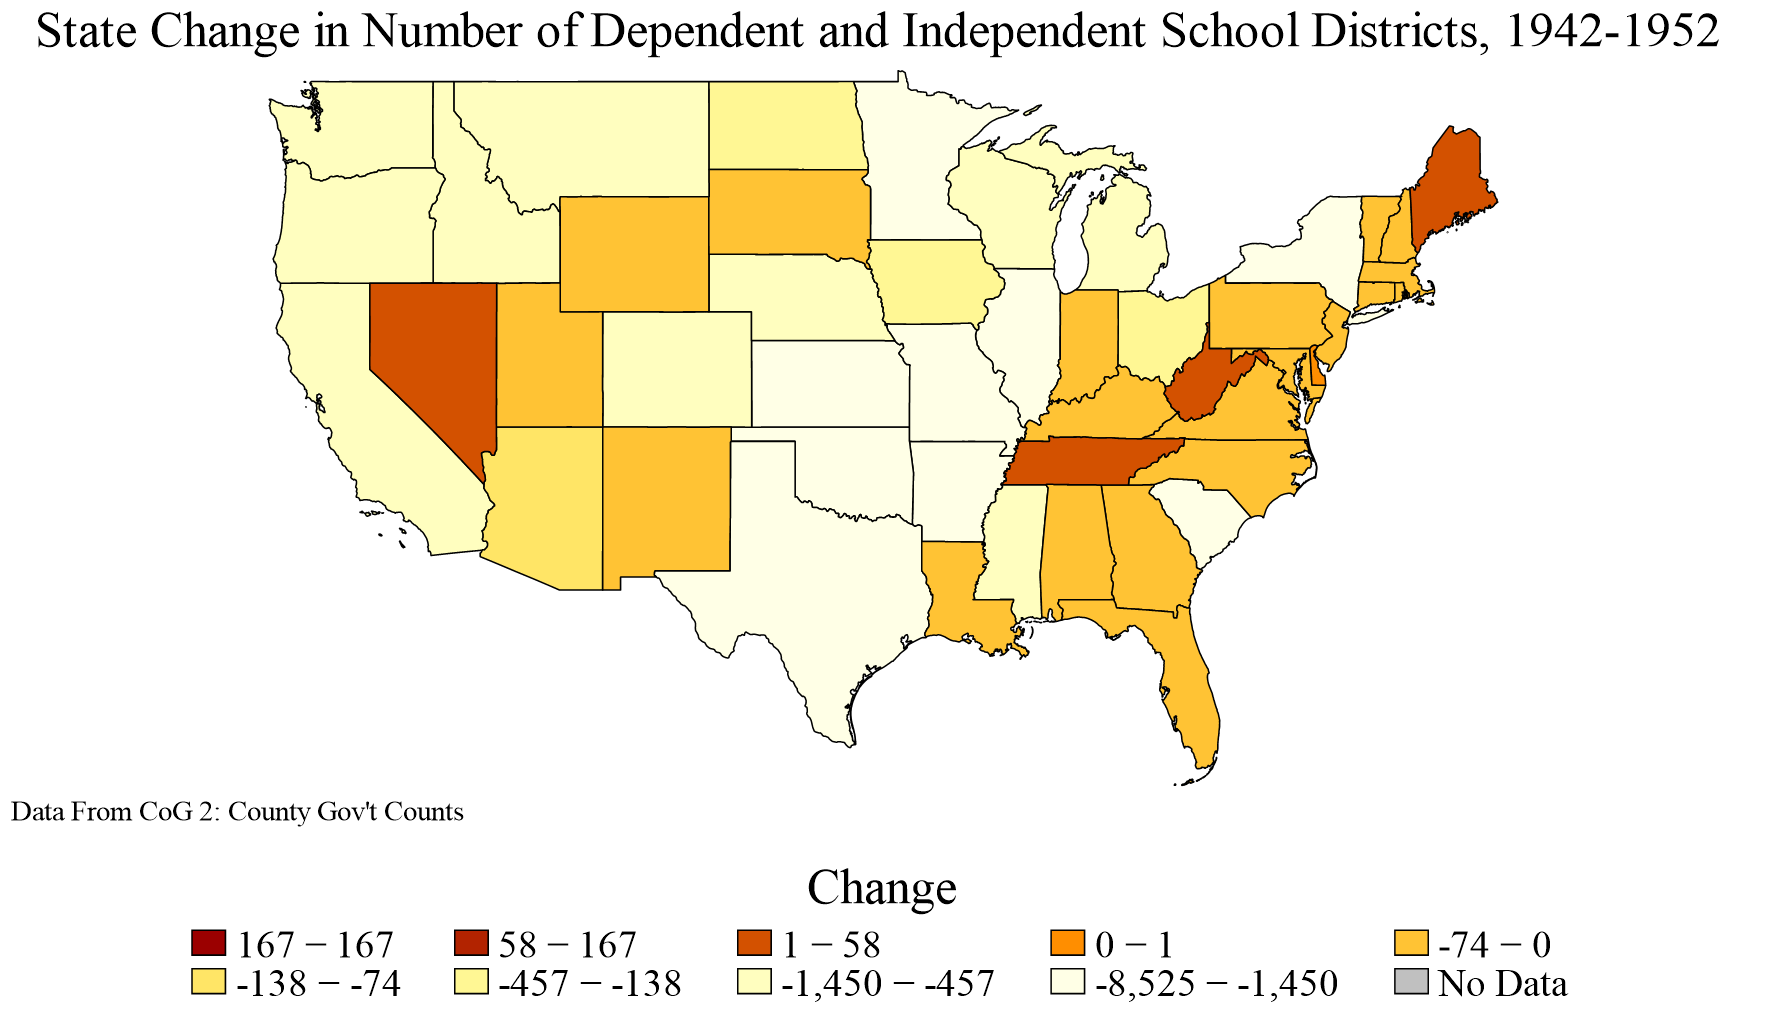 State Change in Number of Dependent and Independent School Districts, 1942-1952
Data From CoG 2: County Gov't Counts
Change
167 – 167
58 – 167
1 – 58
0 – 1
-74 – 0
-138 – -74
-457 – -138
-1,450 – -457
-8,525 – -1,450
No Data